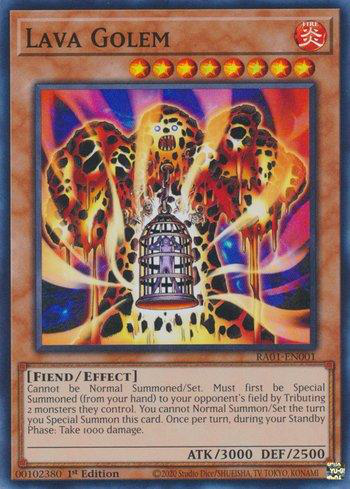 LAVA GOLEM
FIRE
炎
RA01-EN001
[FIEND/EFFECT]
Cannot be Normal Summoned/Set. Must first be Special
Summoned (from your hand) to your opponent's field by Tributing
2 monsters they control. You cannot Normal Summon/Set the turn
you Special Summon this card. Once per turn, during your Standby
Phase: Take 1000 damage.
ATK/3000 DEF/2500
00102380 1st Edition ©2020 Studio Dice/SHUEISHA, TV TOKYO, KONAMI